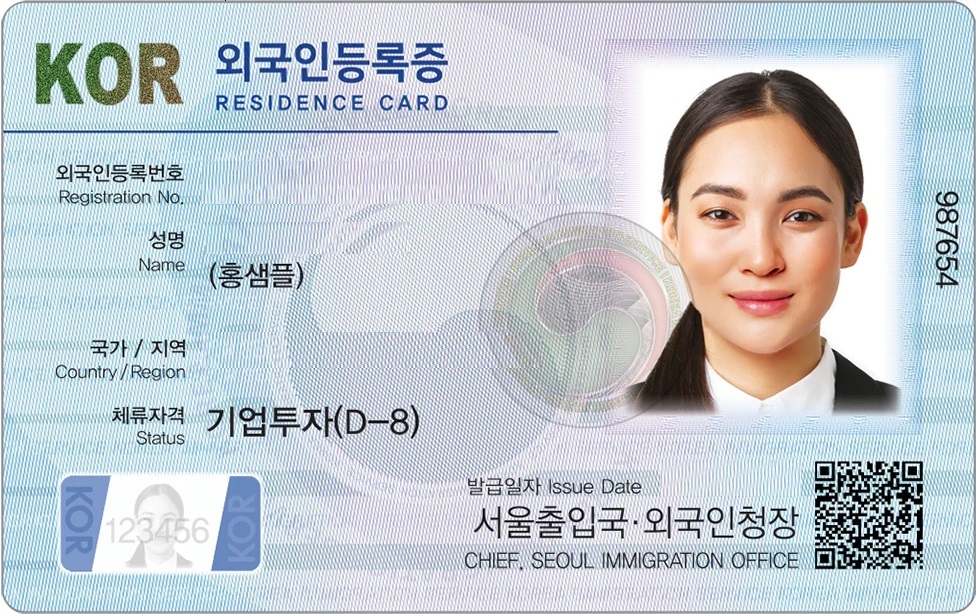 KOR 외국인등록증
RESIDENCE CARD
외국인등록번호
Registration No.
성명
Name
(홍샘플)
국가 / 지역
Country / Region
체류자격
Status
기업투자(D-8)
987654
KOR 123456 KOR
발급일자 Issue Date
서울출입국·외국인청장
CHIEF, SEOUL IMMIGRATION OFFICE